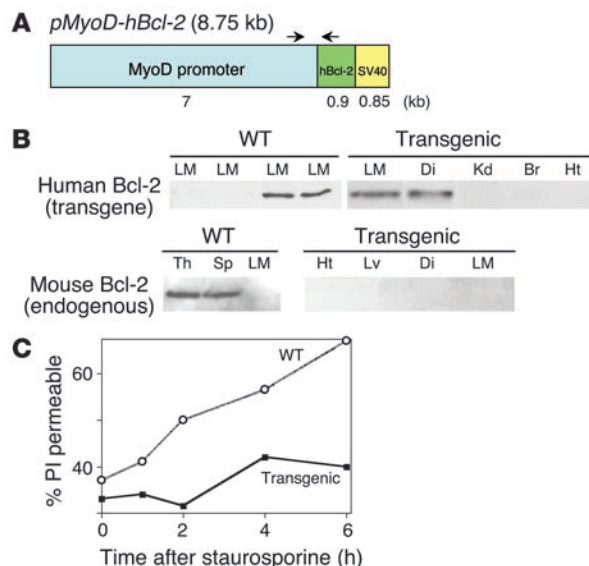 A
pMyoD-hBcl-2 (8.75 kb)
MyoD promoter
hBcl-2
SV40
7 0.9 0.85 (kb)
B
WT Transgenic
LM LM LM LM LM Di Kd Br Ht
Human Bcl-2
(transgene)
WT Transgenic
Th Sp LM Ht Lv Di LM
Mouse Bcl-2
(endogenous)
C
% PI permeable
60
40
WT
Transgenic
0 2 4 6
Time after staurosporine (h)